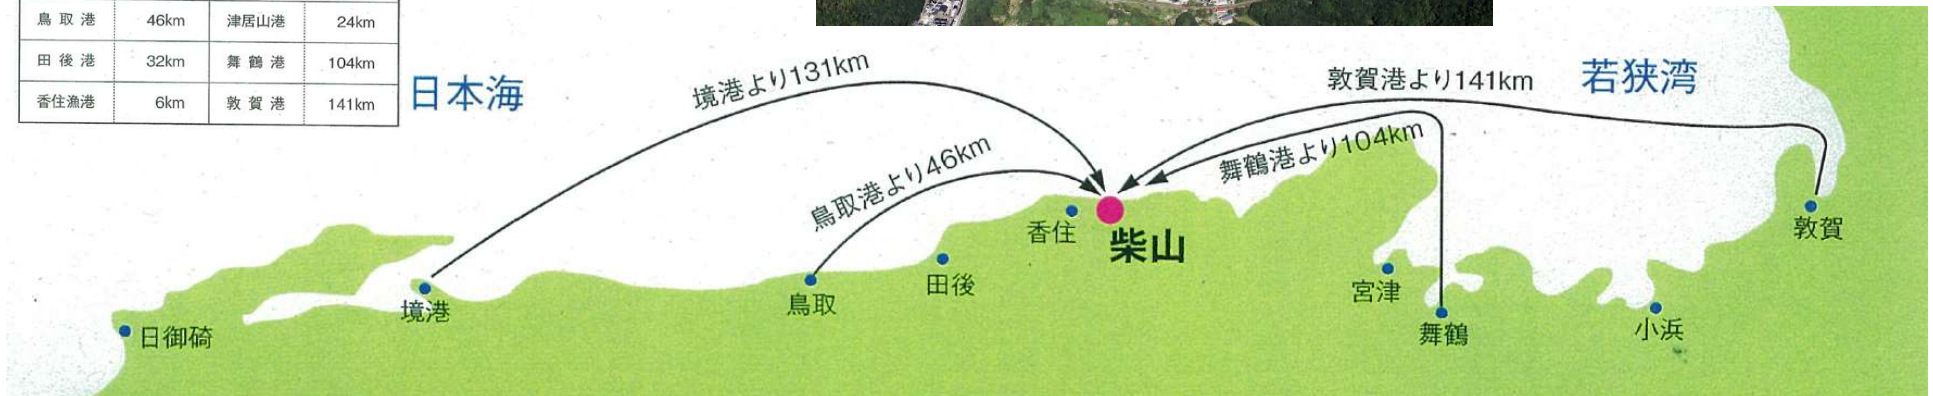 鳥取港 46km 津居山港 24km
田後港 32km 舞鶴港 104km
香住漁港 6km 敦賀港 141km
日本海
境港より131km
敦賀港より141km
若狭湾
鳥取港より46km
舞鶴港より104km
香住
柴山
敦賀
田後
宮津
鳥取
境港
舞鶴
小浜
日御碕